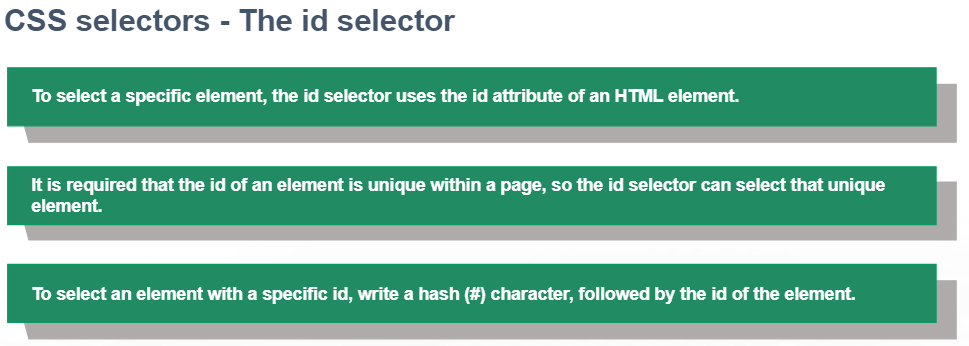 CSS selectors - The id selector
To select a specific element, the id selector uses the id attribute of an HTML element.
It is required that the id of an element is unique within a page, so the id selector can select that unique
element.
To select an element with a specific id, write a hash (#) character, followed by the id of the element.